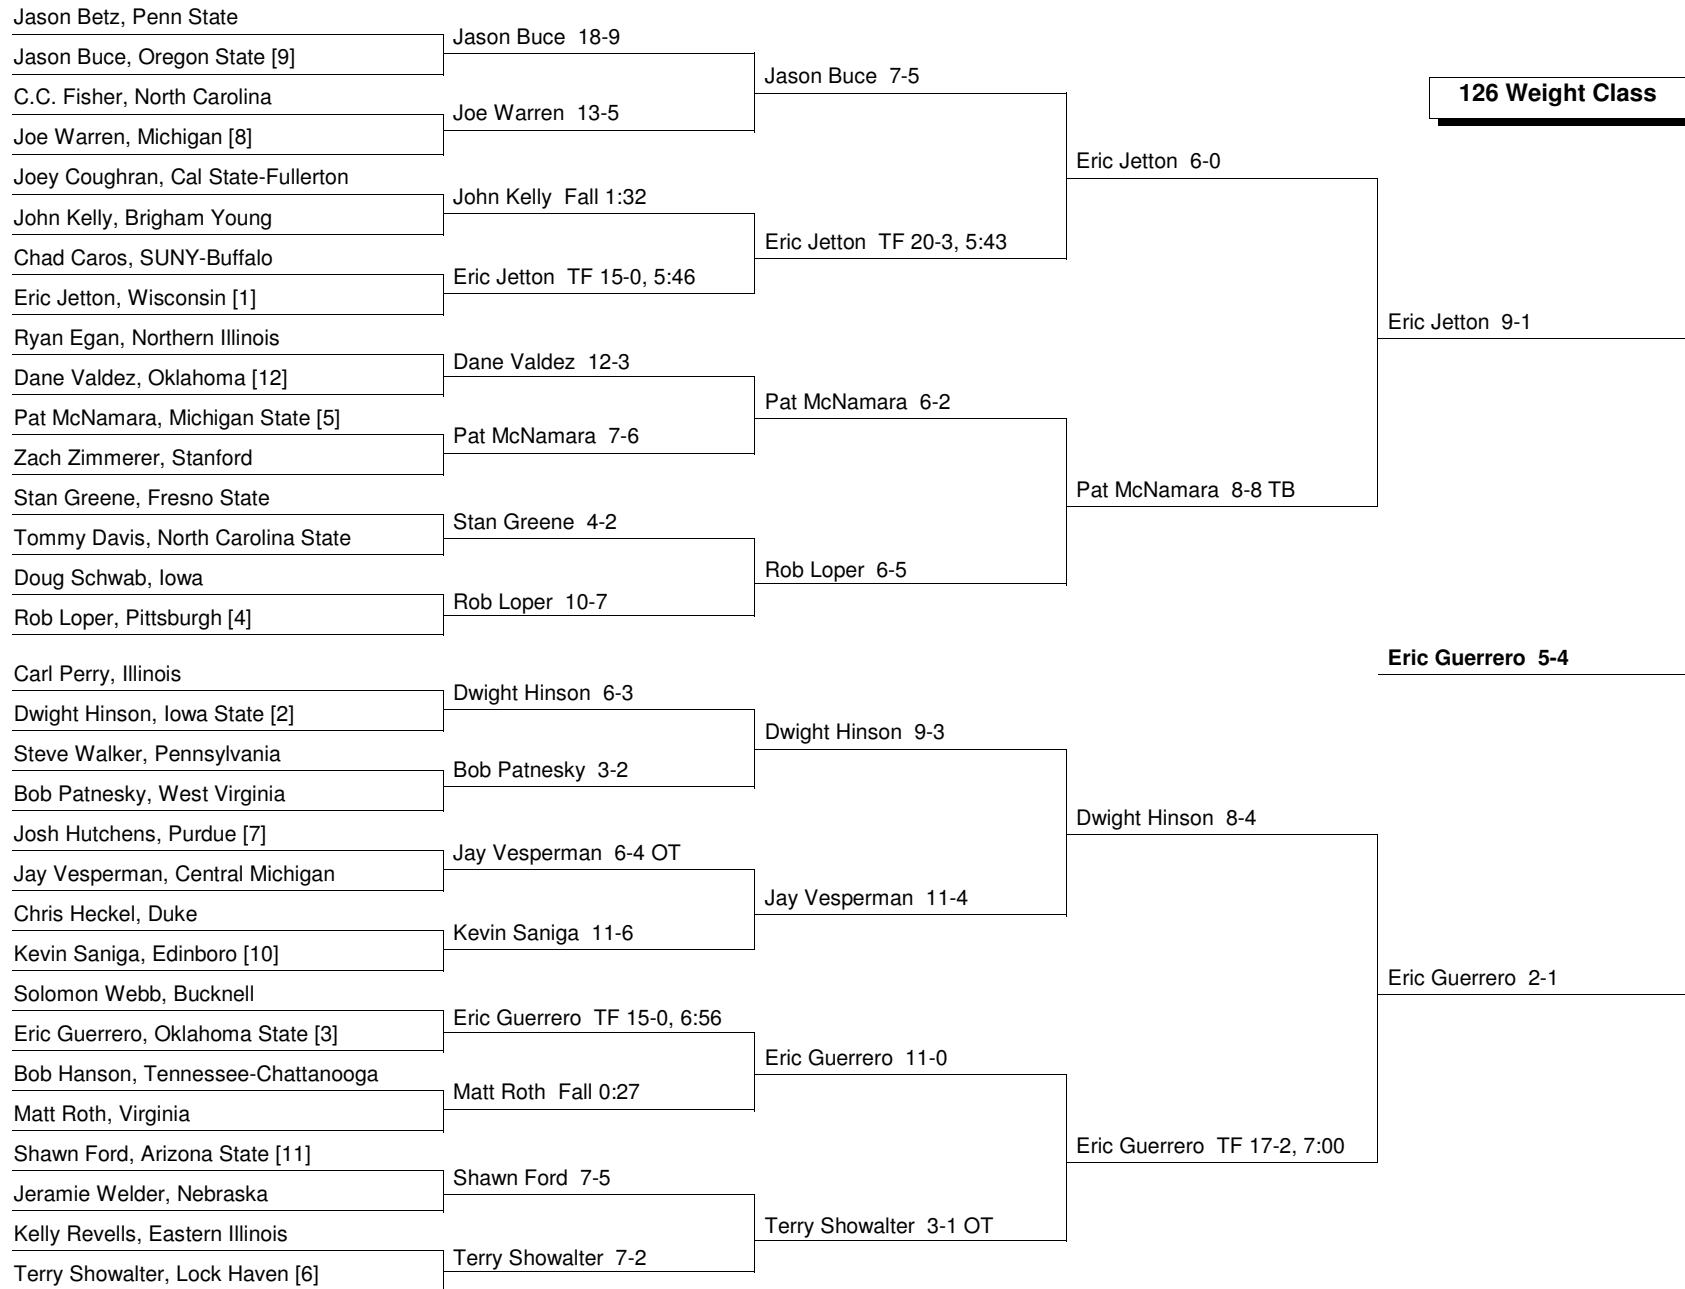 Jason Betz, Penn State
Jason Buce, Oregon State [9]
C.C. Fisher, North Carolina
Joe Warren, Michigan [8]
Joey Coughran, Cal State-Fullerton
John Kelly, Brigham Young
Chad Caros, SUNY-Buffalo
Eric Jetton, Wisconsin [1]
Ryan Egan, Northern Illinois
Dane Valdez, Oklahoma [12]
Pat McNamara, Michigan State [5]
Zach Zimmerer, Stanford
Stan Greene, Fresno State
Tommy Davis, North Carolina State
Doug Schwab, Iowa
Rob Loper, Pittsburgh [4]
Carl Perry, Illinois
Dwight Hinson, Iowa State [2]
Steve Walker, Pennsylvania
Bob Patnesky, West Virginia
Josh Hutchens, Purdue [7]
Jay Vesperman, Central Michigan
Chris Heckel, Duke
Kevin Saniga, Edinboro [10]
Solomon Webb, Bucknell
Eric Guerrero, Oklahoma State [3]
Bob Hanson, Tennessee-Chattanooga
Matt Roth, Virginia
Shawn Ford, Arizona State [11]
Jeramie Welder, Nebraska
Kelly Revells, Eastern Illinois
Terry Showalter, Lock Haven [6]
Jason Buce 18-9
Joe Warren 13-5
John Kelly Fall 1:32
Eric Jetton TF 15-0, 5:46
Dane Valdez 12-3
Pat McNamara 7-6
Stan Greene 4-2
Rob Loper 10-7
Dwight Hinson 6-3
Bob Patnesky 3-2
Jay Vesperman 6-4 OT
Kevin Saniga 11-6
Eric Guerrero TF 15-0, 6:56
Matt Roth Fall 0:27
Shawn Ford 7-5
Terry Showalter 7-2
Jason Buce 7-5
Eric Jetton TF 20-3, 5:43
Pat McNamara 6-2
Rob Loper 6-5
Dwight Hinson 9-3
Jay Vesperman 11-4
Eric Guerrero 11-0
Terry Showalter 3-1 OT
Eric Jetton 6-0
Pat McNamara 8-8 TB
Dwight Hinson 8-4
Eric Guerrero TF 17-2, 7:00
126 Weight Class
Eric Jetton 9-1
Eric Guerrero 5-4
Eric Guerrero 2-1